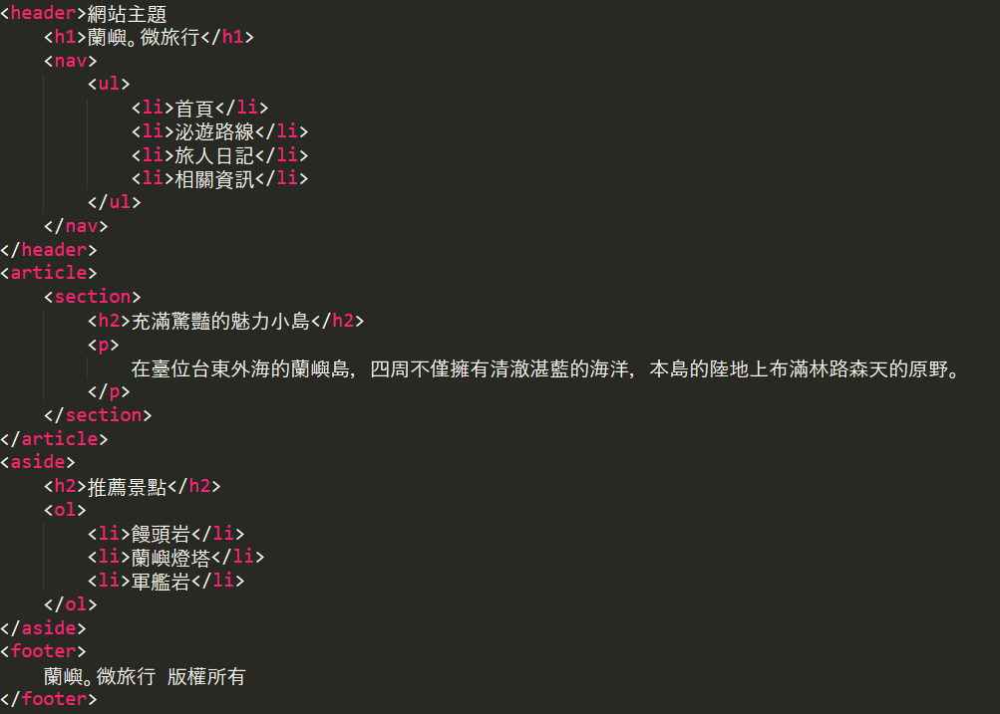 <header>網站主題
<h1>蘭嶼。微旅行</h1>
<nav>
<ul>
<li>首頁</li>
<li>泌遊路線</li>
<li>旅人日記</li>
<li>相關資訊</li>
</ul>
</nav>
</header>
<article>
<section>
<h2>充滿驚豔的魅力小島</h2>
<p>
在臺位台東外海的蘭嶼島, 四周不僅擁有清澈湛藍的海洋, 本島的陸地上布滿林路森天的原野。
</p>
</section>
</article>
<aside>
<h2>推薦景點</h2>
<ol>
<li>饅頭岩</li>
<li>蘭嶼燈塔</li>
<li>軍艦岩</li>
</ol>
</aside>
<footer>
蘭嶼。微旅行 版權所有
</footer>